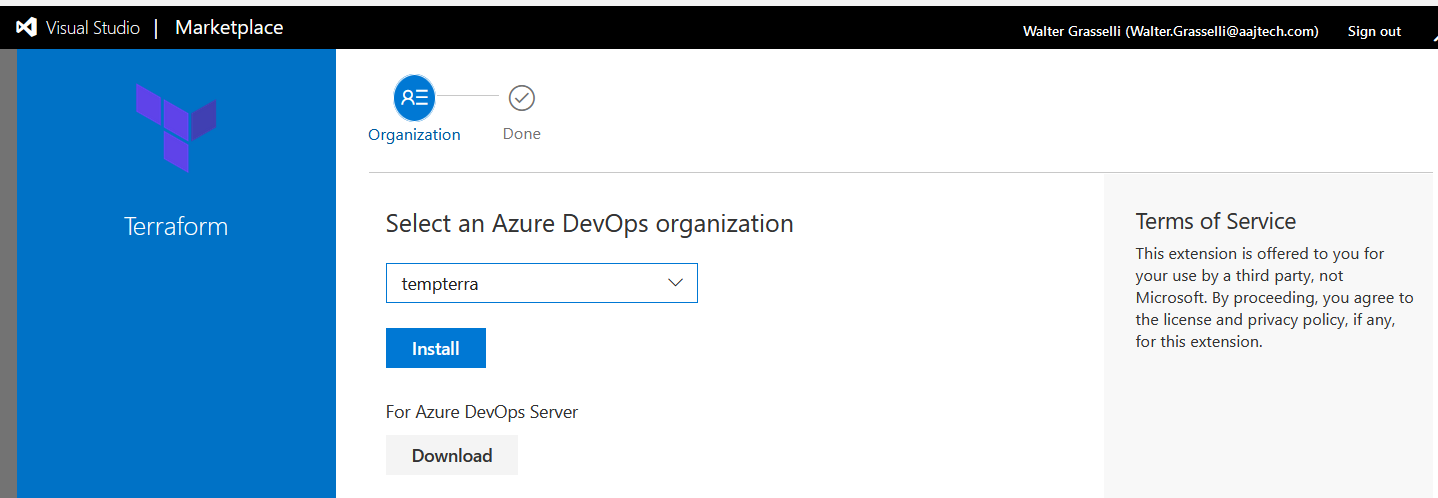 Visual Studio | Marketplace
Walter Grasselli (Walter.Grasselli@aajtech.com) Sign out
Terraform
Organization
Done
Select an Azure DevOps organization
tempterra
Install
For Azure DevOps Server
Download
Terms of Service
This extension is offered to you for
your use by a third party, not
Microsoft. By proceeding, you agree to
the license and privacy policy, if any,
for this extension.